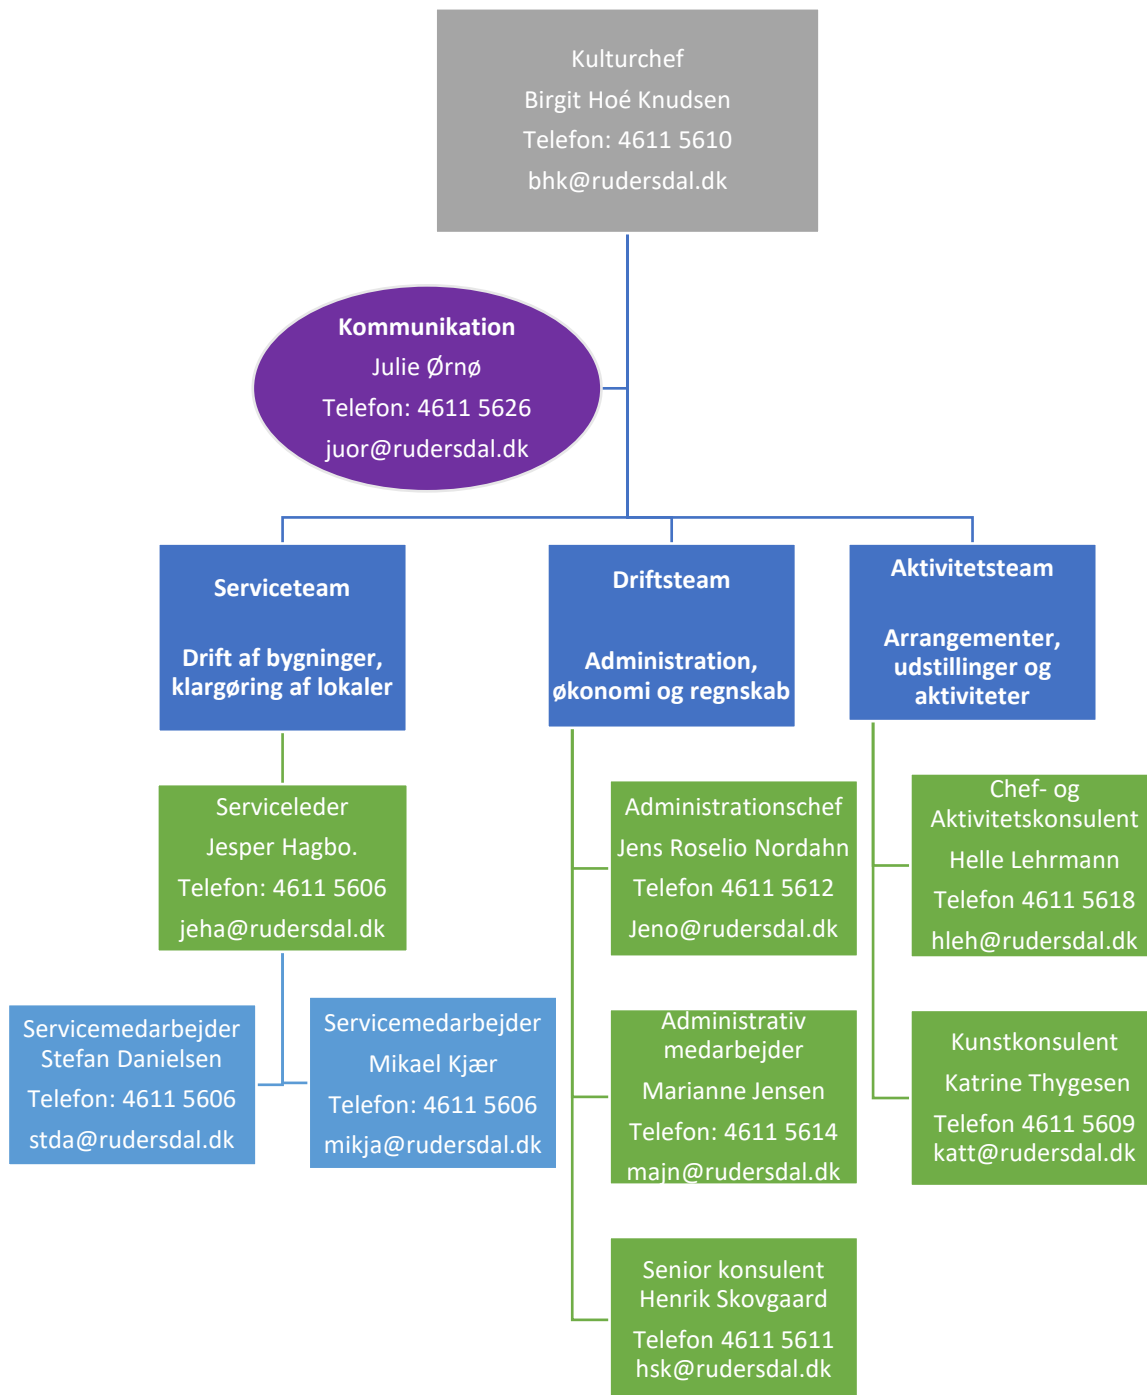 Kulturchef
Birgit Hoé Knudsen
Telefon: 4611 5610
bhk@rudersdal.dk
Kommunikation
Julie Ørnø
Telefon: 4611 5626
juor@rudersdal.dk
Serviceteam
Drift af bygninger,
klargøring af lokaler
Driftsteam
Administration,
økonomi og regnskab
Aktivitetsteam
Arrangementer,
udstillinger og
aktiviteter
Serviceleder
Jesper Hagbo.
Telefon: 4611 5606
jeha@rudersdal.dk
Administrationschef
Jens Roselio Nordahn
Telefon 4611 5612
Jeno@rudersdal.dk
Chef- og
Aktivitetskonsulent
Helle Lehrmann
Telefon 4611 5618
hleh@rudersdal.dk
Servicemedarbejder
Stefan Danielsen
Telefon: 4611 5606
stda@rudersdal.dk
Servicemedarbejder
Mikael Kjær
Telefon: 4611 5606
mikja@rudersdal.dk
Administrativ
medarbejder
Marianne Jensen
Telefon: 4611 5614
majn@rudersdal.dk
Kunstkonsulent
Katrine Thygesen
Telefon 4611 5609
katt@rudersdal.dk
Senior konsulent
Henrik Skovgaard
Telefon 4611 5611
hsk@rudersdal.dk